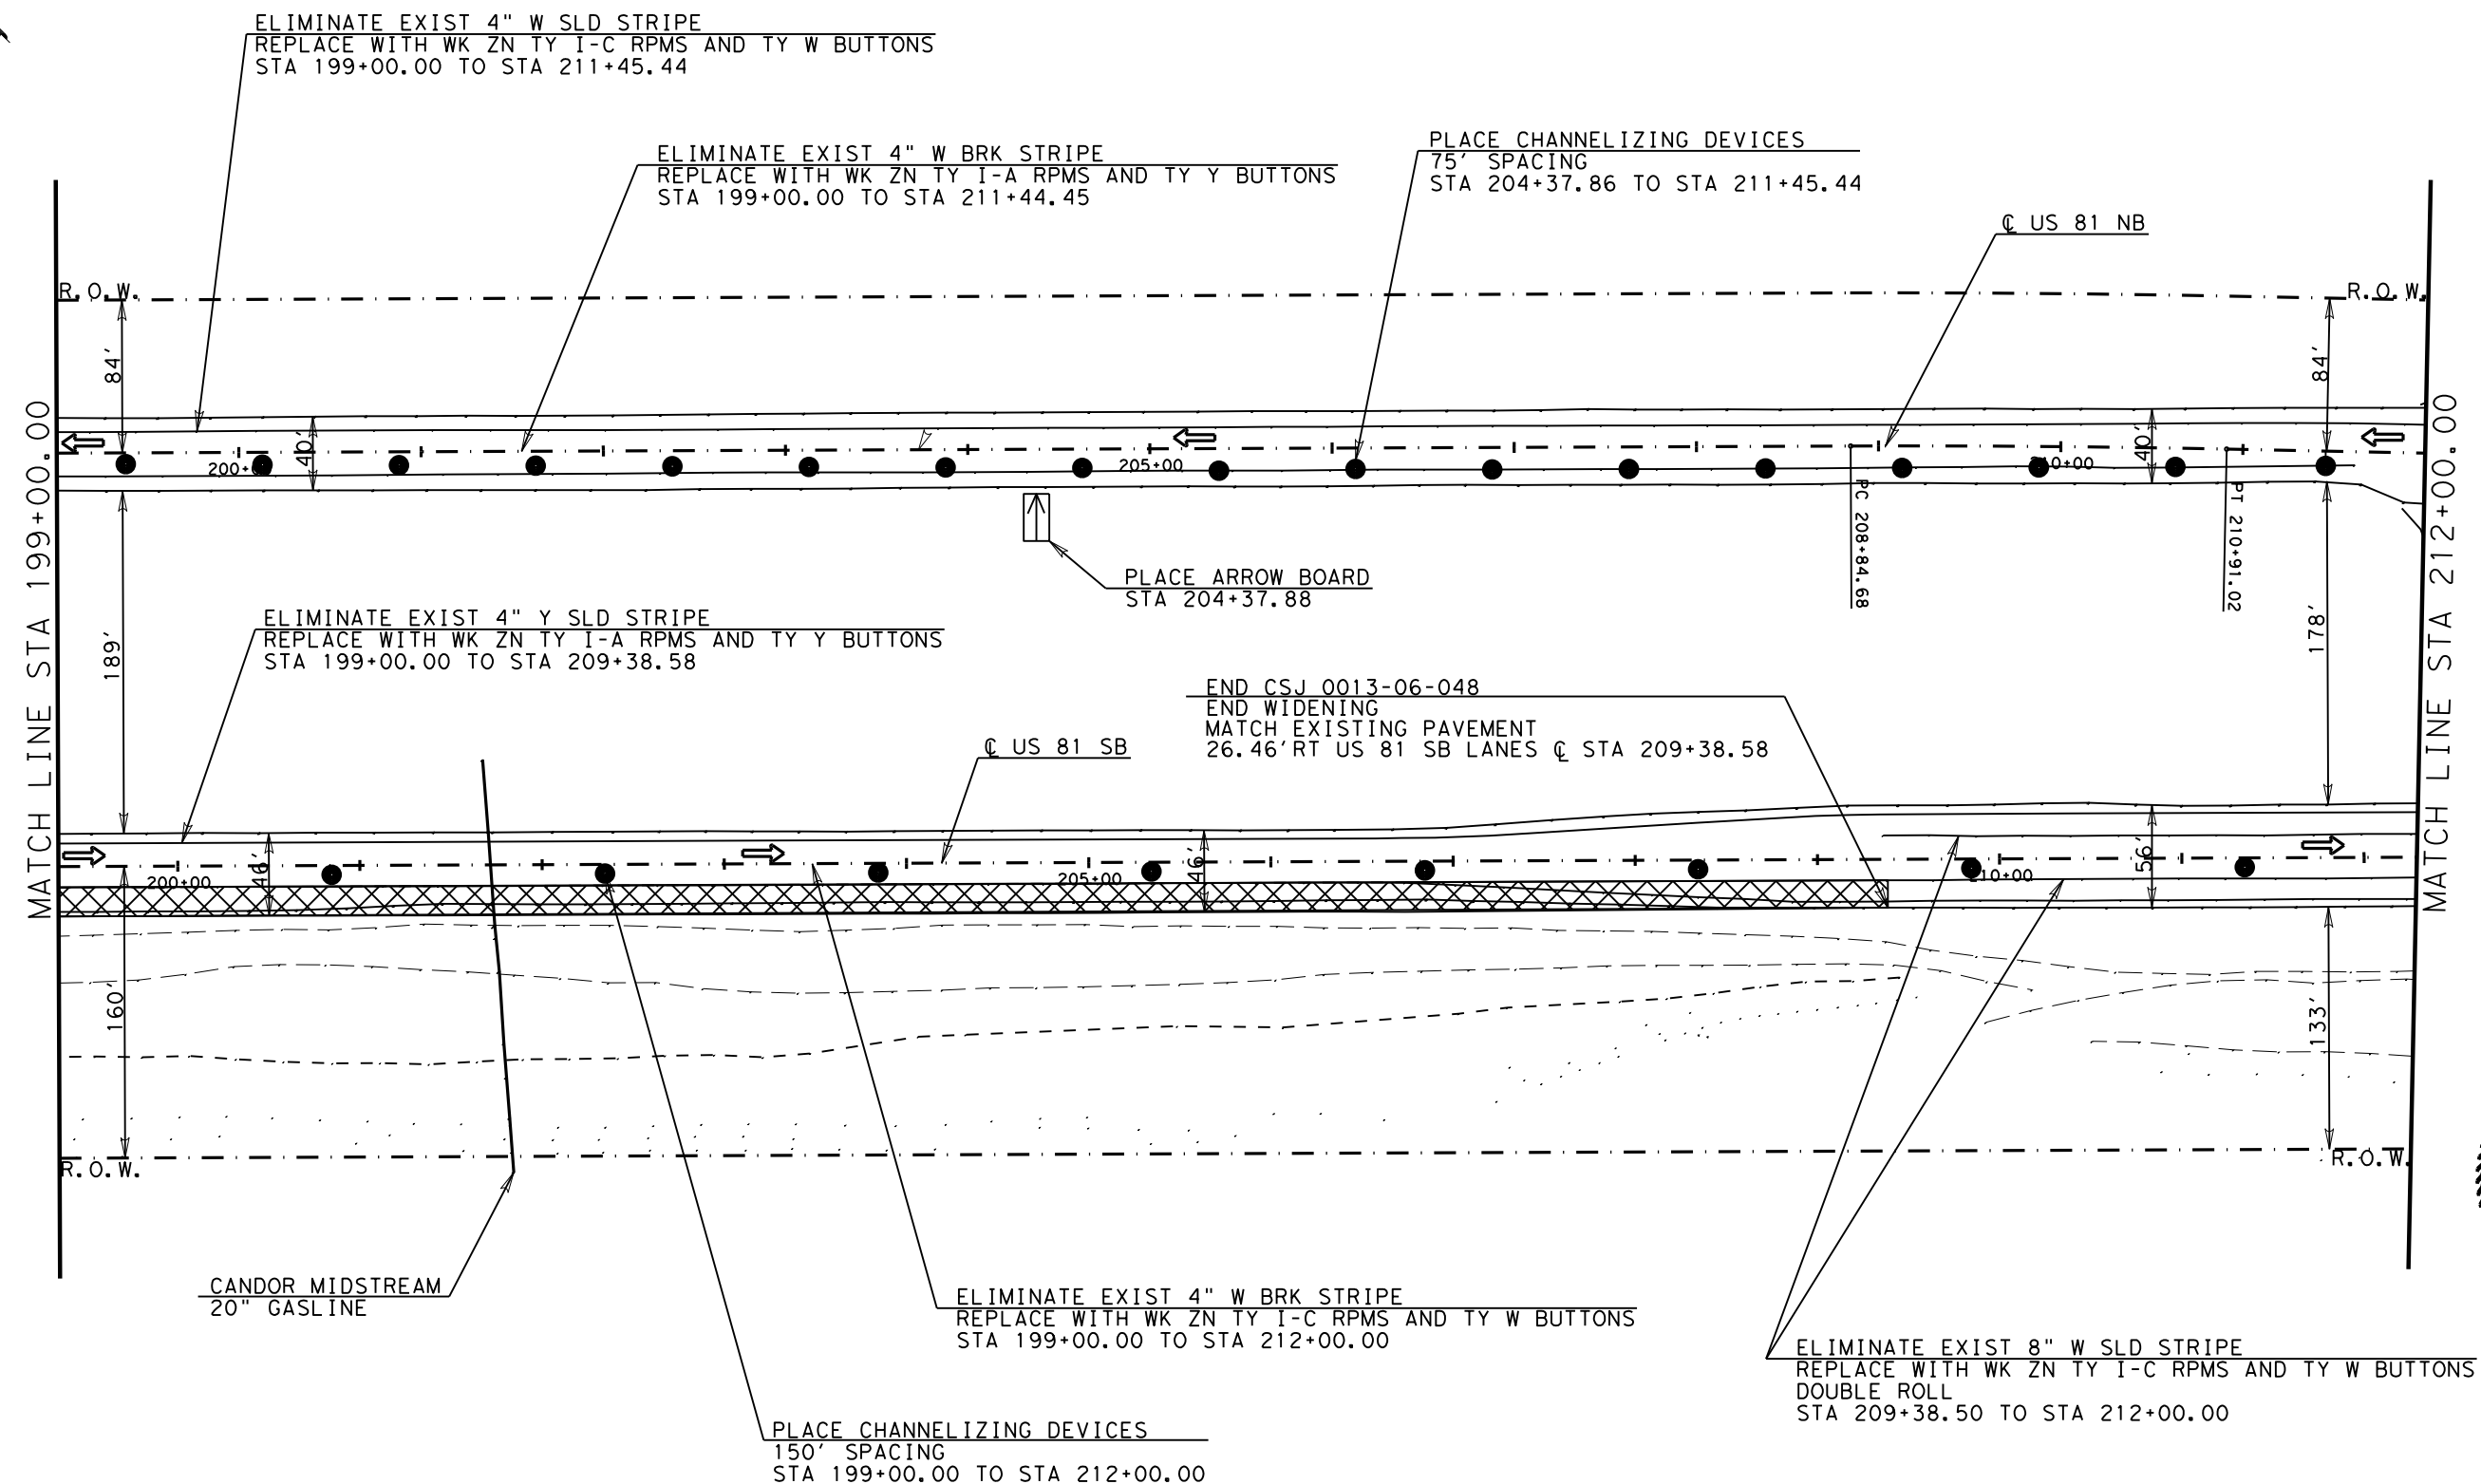 ELIMINATE EXIST 4" W SLD STRIPE
REPLACE WITH WK ZN TY I-C RPMS AND TY W BUTTONS
STA 199+00.00 TO STA 211+45.44
ELIMINATE EXIST 4" W BRK STRIPE
REPLACE WITH WK ZN TY I-A RPMS AND TY Y BUTTONS
STA 199+00.00 TO STA 211+44.45
PLACE CHANNELIZING DEVICES
75' SPACING
STA 204+37.86 TO STA 211+45.44
℄ US 81 NB
R.O.W.
R.O.W.
84'
84'
MATCH LINE STA 199+00.00
MATCH LINE STA 212+00.00
40'
40'
200+
205+00
210+00
PC 208+84.68
PT 210+91.02
PLACE ARROW BOARD
STA 204+37.88
189'
178'
ELIMINATE EXIST 4" Y SLD STRIPE
REPLACE WITH WK ZN TY I-A RPMS AND TY Y BUTTONS
STA 199+00.00 TO STA 209+38.58
END CSJ 0013-06-048
END WIDENING
MATCH EXISTING PAVEMENT
26.46'RT US 81 SB LANES ℄ STA 209+38.58
℄ US 81 SB
46'
46'
56'
200+00
205+00
210+00
160'
133'
R.O.W.
R.O.W.
CANDOR MIDSTREAM
20" GASLINE
ELIMINATE EXIST 4" W BRK STRIPE
REPLACE WITH WK ZN TY I-C RPMS AND TY W BUTTONS
STA 199+00.00 TO STA 212+00.00
ELIMINATE EXIST 8" W SLD STRIPE
REPLACE WITH WK ZN TY I-C RPMS AND TY W BUTTONS
DOUBLE ROLL
STA 209+38.50 TO STA 212+00.00
PLACE CHANNELIZING DEVICES
150' SPACING
STA 199+00.00 TO STA 212+00.00